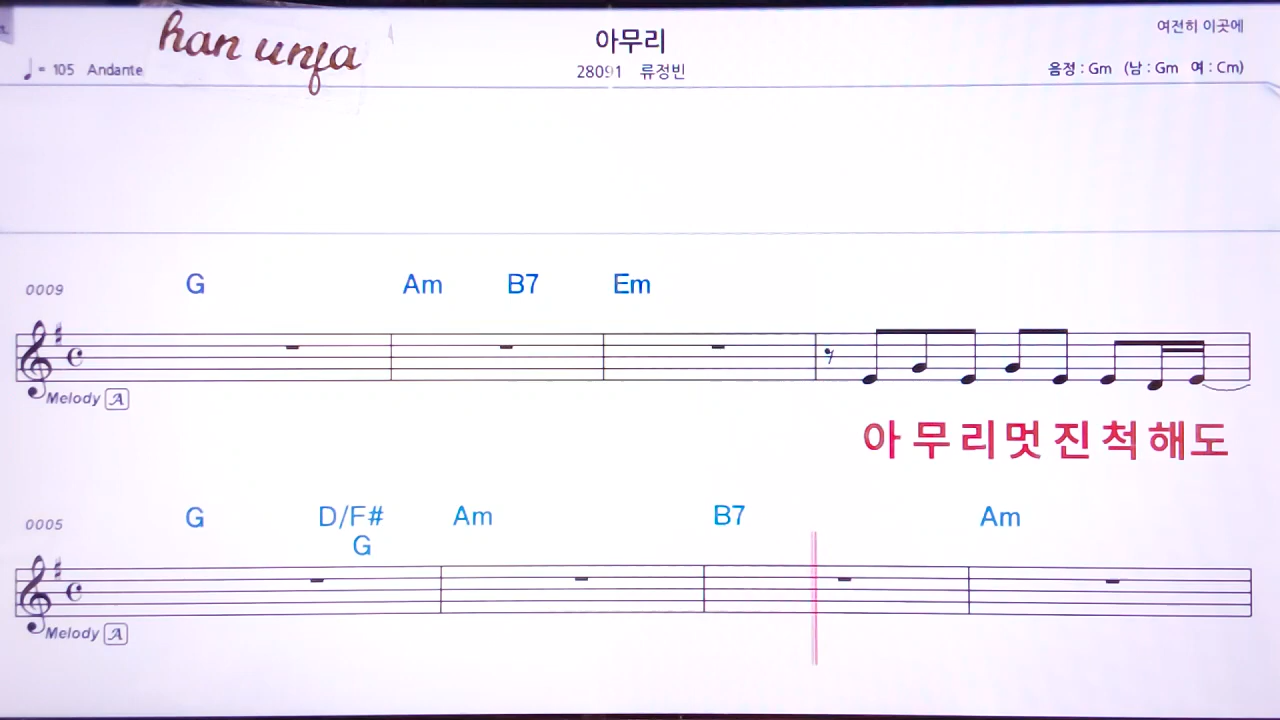 han unja
아무리
여전히 이곳에
♩= 105 Andante
28091 류정빈
음정 : Gm (남 : Gm 여 : Cm)
0009 G Am B7 Em
Melody A
아 무 리 멋 진 척 해 도
0005 G D/F# Am B7 Am
G
Melody A